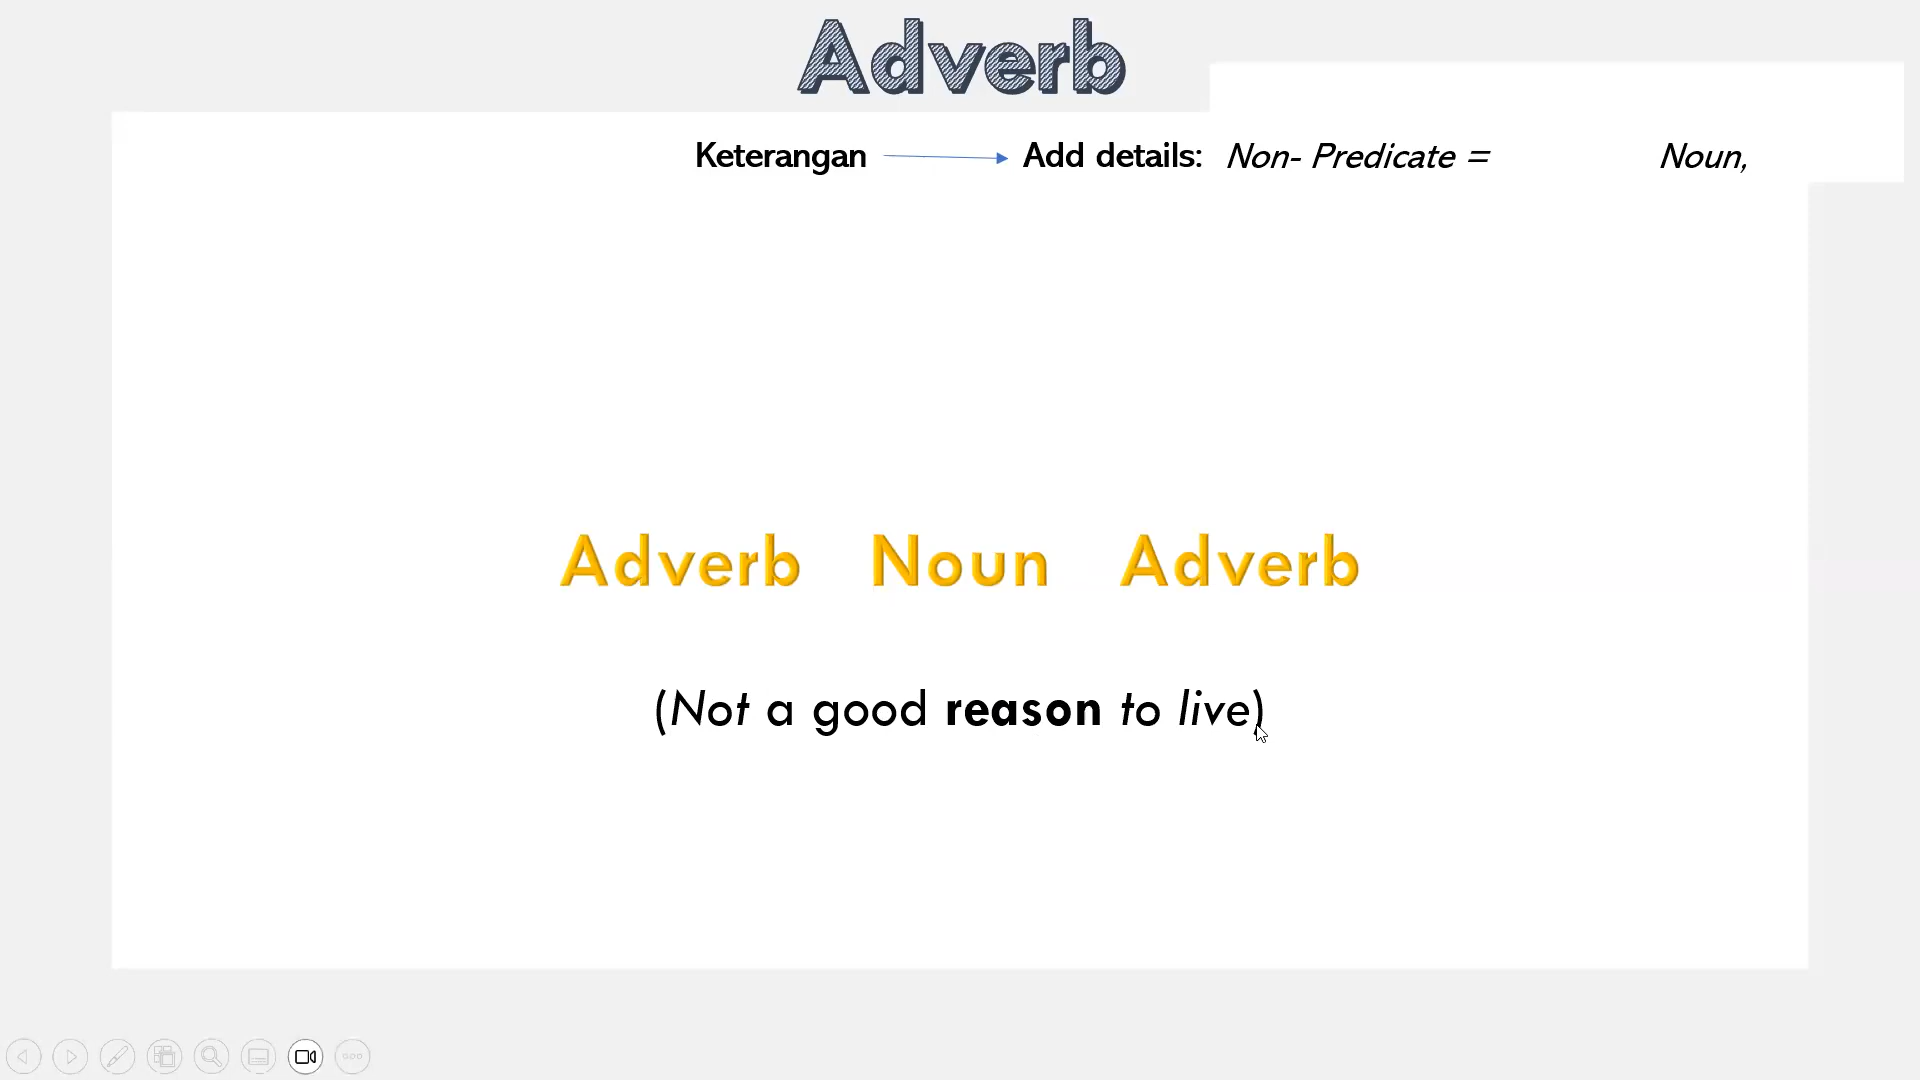 Adverb
Keterangan Add details: Non- Predicate = Noun,
Adverb Noun Adverb
(Not a good reason to live)